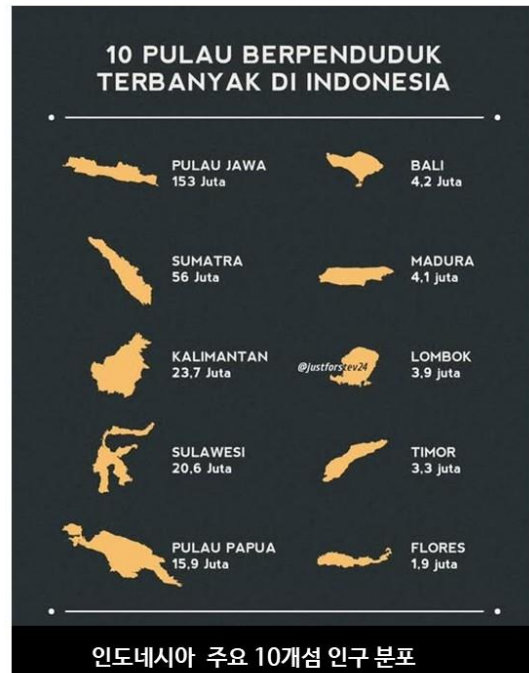 10 PULAU BERPENDUDUK
TERBANYAK DI INDONESIA
PULAU JAWA
153 Juta
SUMATRA
56 Juta
KALIMANTAN
23,7 Juta
SULAWESI
20,6 Juta
PULAU PAPUA
15,9 Juta
BALI
4,2 Juta
MADURA
4,1 juta
@justforstev24
LOMBOK
3,9 juta
TIMOR
3,3 juta
FLORES
1,9 juta
인도네시아 주요 10개섬 인구 분포